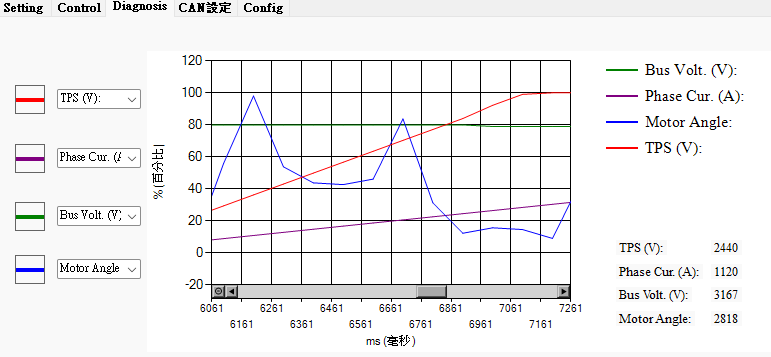 Setting Control Diagnosis CAN設定 Config
TPS (V):
Phase Cur. (A
Bus Volt. (V)
Motor Angle
%(百分比)
120
100
80
60
40
20
0
-20
6061 6261 6461 6661 6861 7061 7261
6161 6361 6561 6761 6961 7161
ms (毫秒)
Bus Volt. (V):
Phase Cur. (A):
Motor Angle:
TPS (V):
TPS (V): 2440
Phase Cur. (A): 1120
Bus Volt. (V): 3167
Motor Angle: 2818